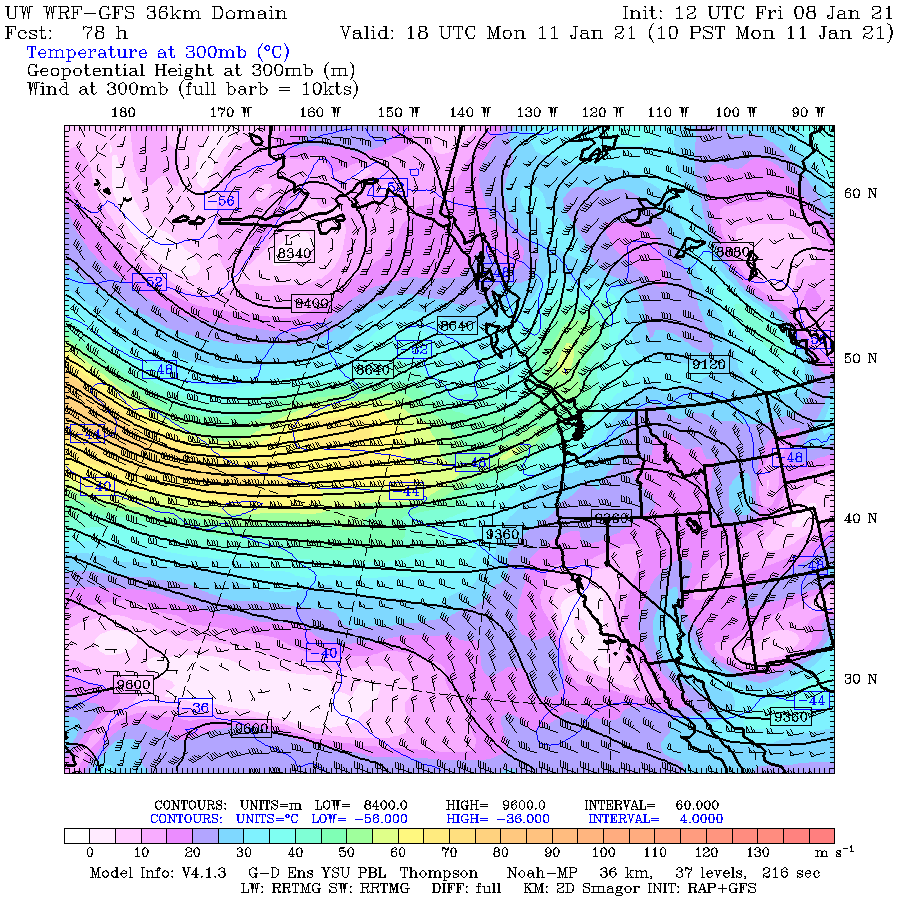 UW WRF-GFS 36km Domain Init: 12 UTC Fri 08 Jan 21
Fcst: 78 h Valid: 18 UTC Mon 11 Jan 21 (10 PST Mon 11 Jan 21)
Temperature at 300mb (°C)
Geopotential Height at 300mb (m)
Wind at 300mb (full barb = 10kts)
180 170 W 160 W 150 W 140 W 130 W 120 W 110 W 100 W 90 W
-52
60 N
-56
L
8340
8880
-52
8400
8640
-52
50 N
-48
8640
9120
-44
-48
-48
-40
-44
9360
40 N
9360
-48
-40
9600
30 N
-36
-44
9360
9600
CONTOURS: UNITS=m LOW= 8400.0 HIGH= 9600.0 INTERVAL= 60.000
CONTOURS: UNITS=°C LOW= -56.000 HIGH= -36.000 INTERVAL= 4.0000
0 10 20 30 40 50 60 70 80 90 100 110 120 130 m s⁻¹
Model Info: V4.1.3 G-D Ens YSU PBL Thompson Noah-MP 36 km, 37 levels, 216 sec
LW: RRTMG SW: RRTMG DIFF: full KM: 2D Smagor INIT: RAP+GFS